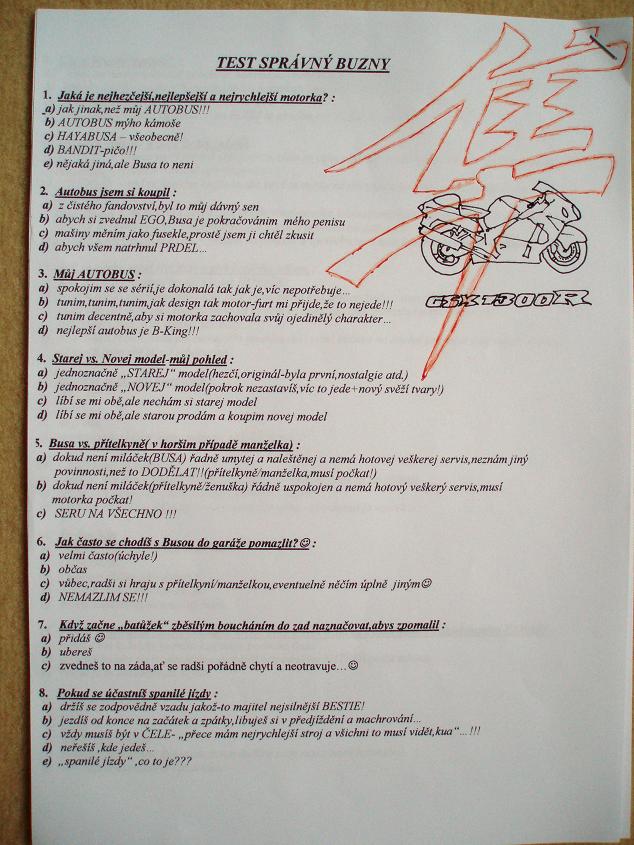 TEST SPRÁVNÝ BUZNY
1. Jaká je nejhezčejší,nejlepšejší a nejrychlejší motorka? :
a) jak jinak,než můj AUTOBUS!!!
b) AUTOBUS mýho kámoše
c) HAYABUSA – všeobecně!
d) BANDIT-pičo!!!
e) nějaká jiná,ale Busa to neni
2. Autobus jsem si koupil :
a) z čistého fandovství,byl to můj dávný sen
b) abych si zvednul EGO,Busa je pokračováním mého penisu
c) mašiny měním jako fusekle,prostě jsem ji chtěl zkusit
d) abych všem natrhnul PRDEL...
3. Můj AUTOBUS :
a) spokojim se se sérií,je dokonalá tak jak je,víc nepotřebuje...
b) tunim,tunim,tunim,jak design tak motor-furt mi přijde,že to nejede!!!
c) tunim decentně,aby si motorka zachovala svůj ojedinělý charakter...
d) nejlepší autobus je B-King!!!
GSX1300R
4. Starej vs. Novej model-můj pohled :
a) jednoznačně „STAREJ“ model(hezčí,originál-byla první,nostalgie atd.)
b) jednoznačně „NOVEJ“ model(pokrok nezastavíš,víc to jede+nový svěží tvary!)
c) líbí se mi obě,ale nechám si starej model
d) líbí se mi obě,ale starou prodám a koupim novej model
5. Busa vs. přítelkyně( v horšim případě manželka) :
a) dokud není miláček(BUSA) řadně umytej a naleštěnej a nemá hotovej veškerej servis,neznám jiný
povinnosti,než to DODĚLAT!!(přítelkyně/manželka,musí počkat!)
b) dokud není miláček(přítelkyně/ženuška) řádně uspokojen a nemá hotový veškerý servis,musí
motorka počkat!
c) SERU NA VŠECHNO !!!
6. Jak často se chodíš s Busou do garáže pomazlit?☺ :
a) velmi často(úchyle!)
b) občas
c) vůbec,radši si hraju s přítelkyní/manželkou,eventuelně něčím úplně jiným☺
d) NEMAZLIM SE!!!
7. Když začne „batůžek“ zběsilým boucháním do zad naznačovat,abys zpomalil :
a) přidáš ☺
b) ubereš
c) zvedneš to na záda,ať se radši pořádně chytí a neotravuje...☺
8. Pokud se účastníš spanilé jízdy :
a) držíš se zodpovědně vzadu jakož-to majitel nejsilnější BESTIE!
b) jezdíš od konce na začátek a zpátky,libuješ si v předjíždění a machrování...
c) vždy musíš být v ČELE- „přece mám nejrychlejší stroj a všichni to musí vidět,kua“...!!!
d) neřešíš ,kde jedeš...
e) „spanilé jízdy“ ,co to je???